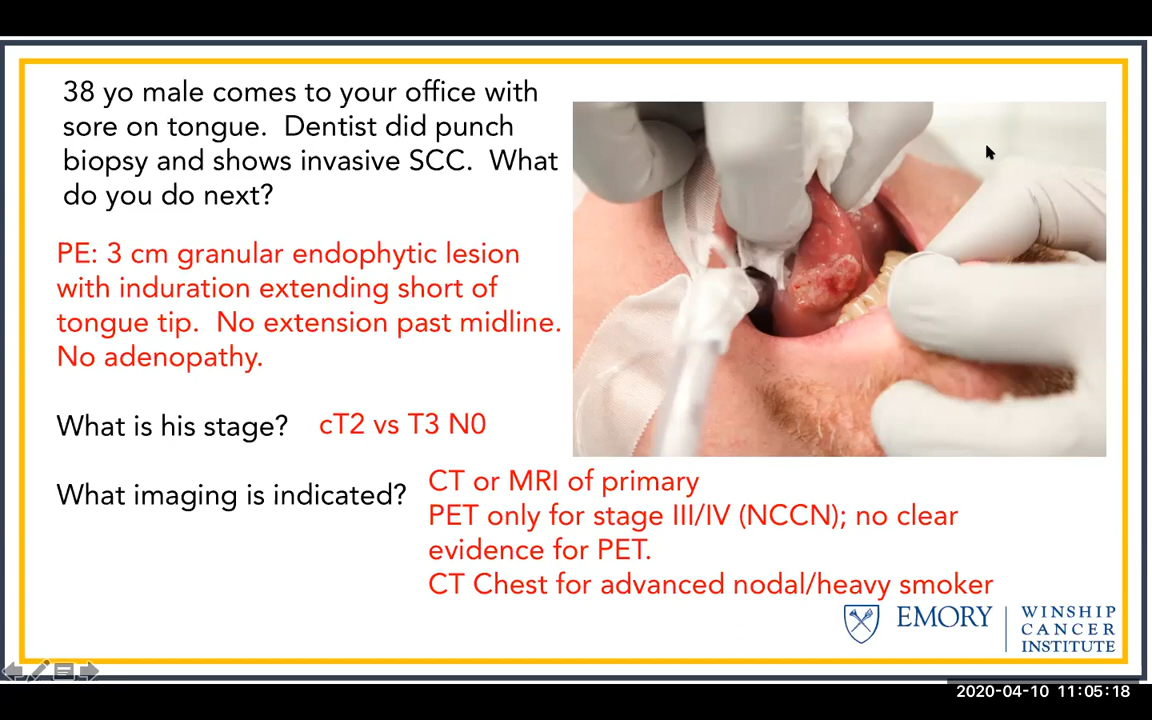 38 yo male comes to your office with
sore on tongue.  Dentist did punch
biopsy and shows invasive SCC.  What
do you do next?
PE: 3 cm granular endophytic lesion
with induration extending short of
tongue tip.  No extension past midline.
No adenopathy.
What is his stage? cT2 vs T3 N0
What imaging is indicated?
CT or MRI of primary
PET only for stage III/IV (NCCN); no clear
evidence for PET.
CT Chest for advanced nodal/heavy smoker
EMORY
WINSHIP
CANCER
INSTITUTE
2020-04-10 11:05:18